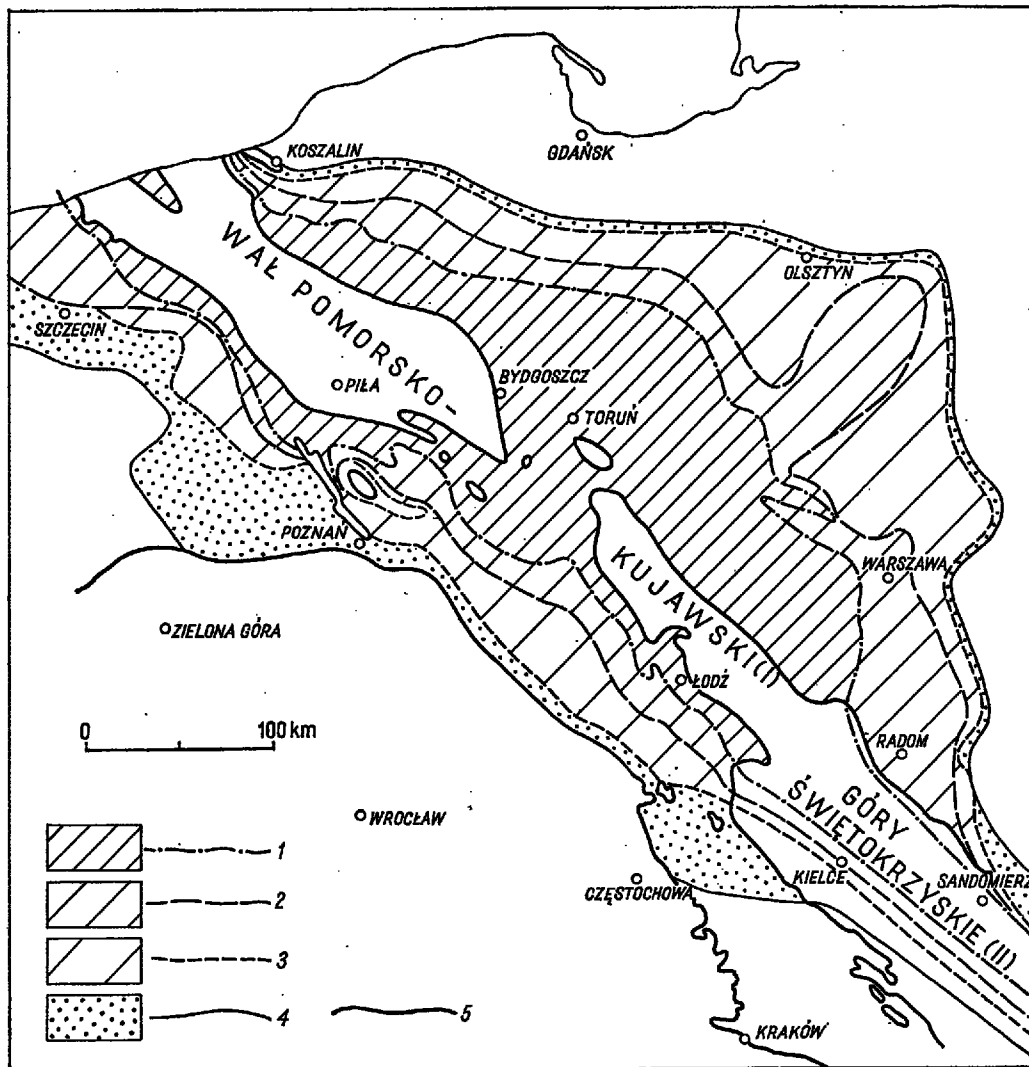 KOSZALIN
GDAŃSK
WAŁ POMORSKO-
OLSZTYN
SZCZECIN
PIŁA
BYDGOSZCZ
TORUŃ
POZNAŃ
WARSZAWA
KUJAWSKI (I)
ZIELONA GÓRA
ŁÓDŹ
0 100 km
RADOM
GÓRY
ŚWIĘTOKRZYSKIE (II)
WROCŁAW
KIELCE
SANDOMIERZ
CZĘSTOCHOWA
1
2
3
4
5
KRAKÓW